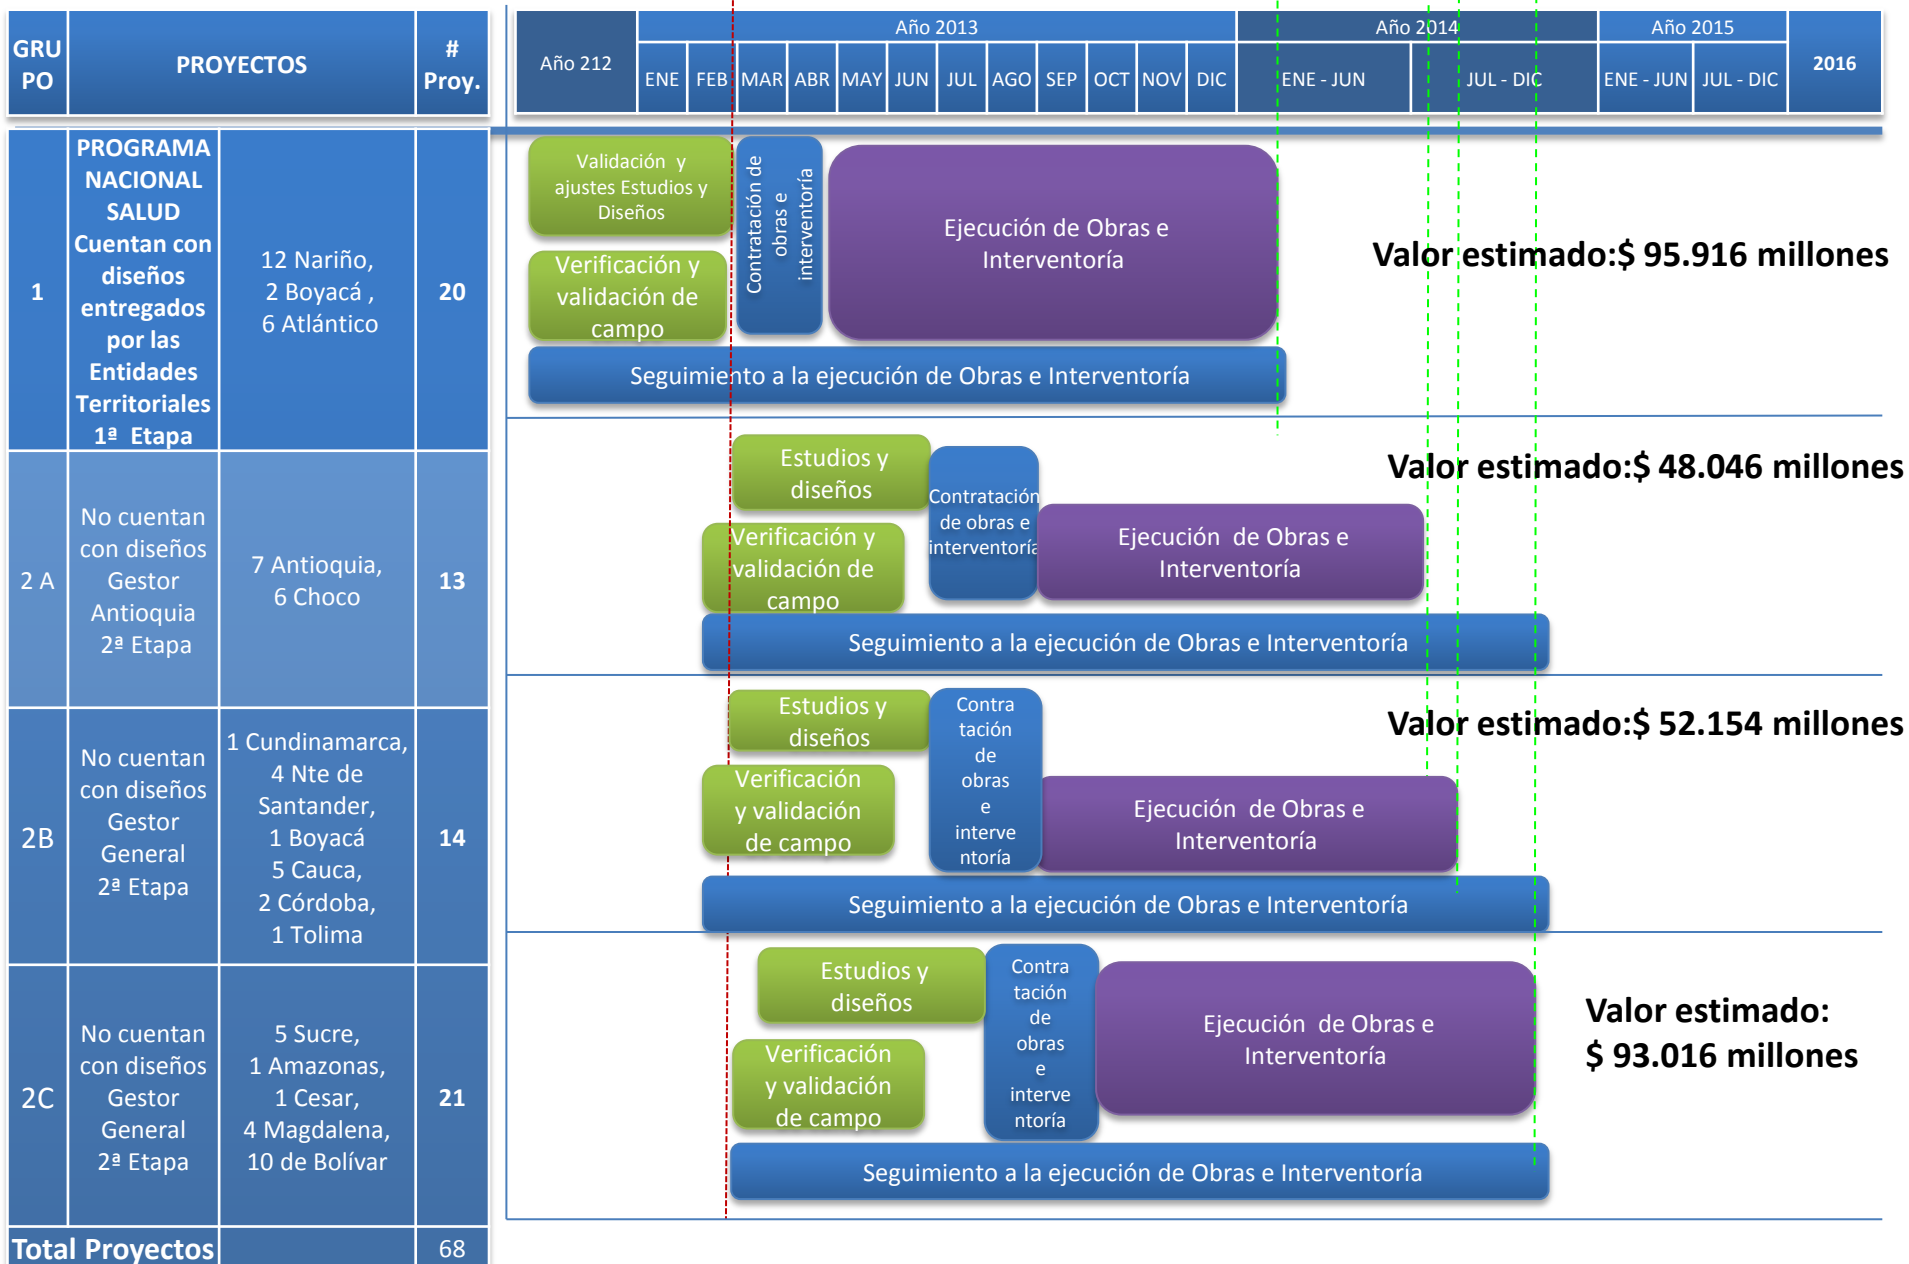 GRU
PO
PROYECTOS
#
Proy.
Año 212
Año 2013
Año 2014
Año 2015
2016
ENE
FEB
MAR
ABR
MAY
JUN
JUL
AGO
SEP
OCT
NOV
DIC
ENE - JUN
JUL - DIC
ENE - JUN
JUL - DIC
1
PROGRAMA
NACIONAL
SALUD
Cuentan con
diseños
entregados
por las
Entidades
Territoriales
1ª Etapa
12 Nariño,
2 Boyacá ,
6 Atlántico
20
Validación y
ajustes Estudios y
Diseños
Verificación y
validación de
campo
Contratación de
obras e
interventoría
Ejecución de Obras e
Interventoría
Valor estimado:$ 95.916 millones
Seguimiento a la ejecución de Obras e Interventoría
2 A
No cuentan
con diseños
Gestor
Antioquia
2ª Etapa
7 Antioquia,
6 Choco
13
Estudios y
diseños
Verificación y
validación de
campo
Contratación
de obras e
interventoría
Ejecución de Obras e
Interventoría
Valor estimado:$ 48.046 millones
Seguimiento a la ejecución de Obras e Interventoría
2B
No cuentan
con diseños
Gestor
General
2ª Etapa
1 Cundinamarca,
4 Nte de
Santander,
1 Boyacá
5 Cauca,
2 Córdoba,
1 Tolima
14
Estudios y
diseños
Verificación
y validación
de campo
Contra
tación
de
obras
e
interve
ntoría
Ejecución de Obras e
Interventoría
Valor estimado:$ 52.154 millones
Seguimiento a la ejecución de Obras e Interventoría
2C
No cuentan
con diseños
Gestor
General
2ª Etapa
5 Sucre,
1 Amazonas,
1 Cesar,
4 Magdalena,
10 de Bolívar
21
Estudios y
diseños
Verificación
y validación
de campo
Contra
tación
de
obras
e
interve
ntoría
Ejecución de Obras e
Interventoría
Valor estimado:
$ 93.016 millones
Seguimiento a la ejecución de Obras e Interventoría
Total Proyectos
68